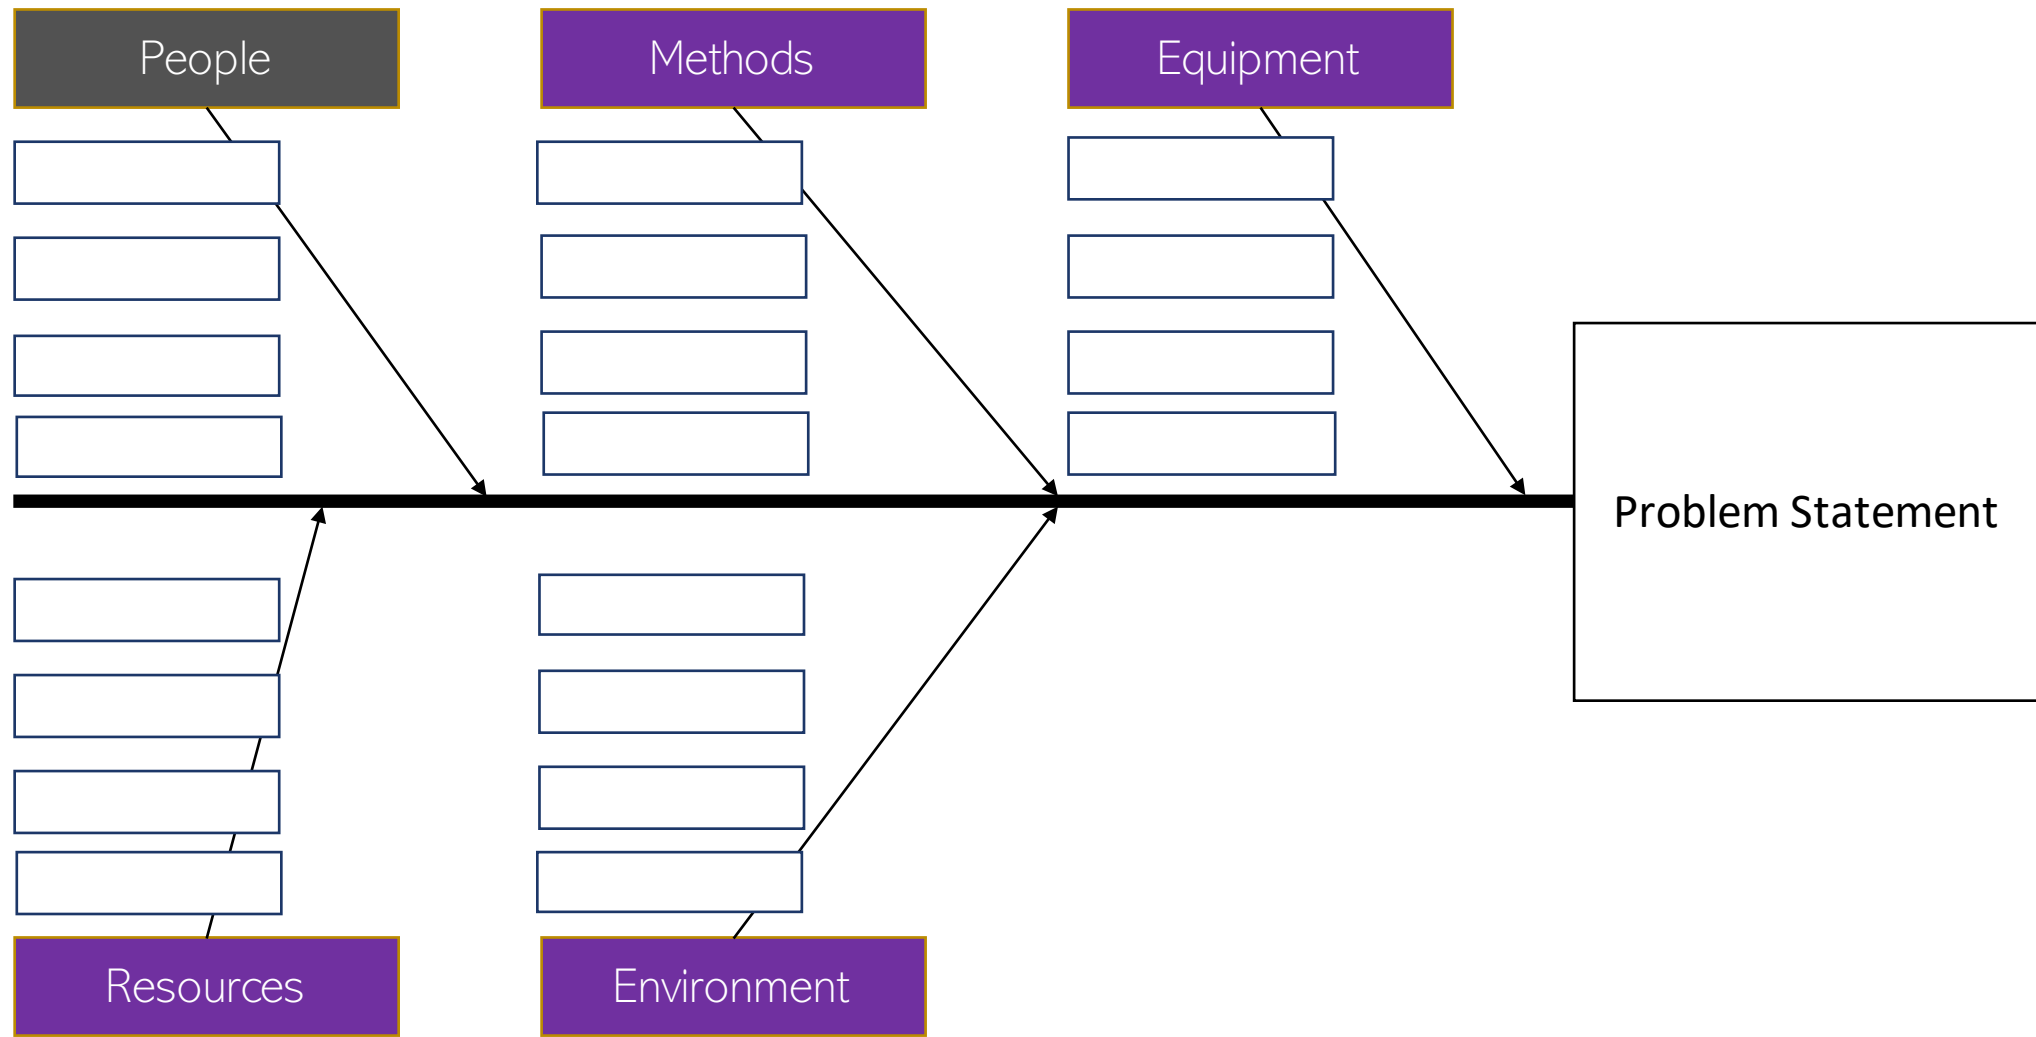 People
Methods
Equipment
Problem Statement
Resources
Environment